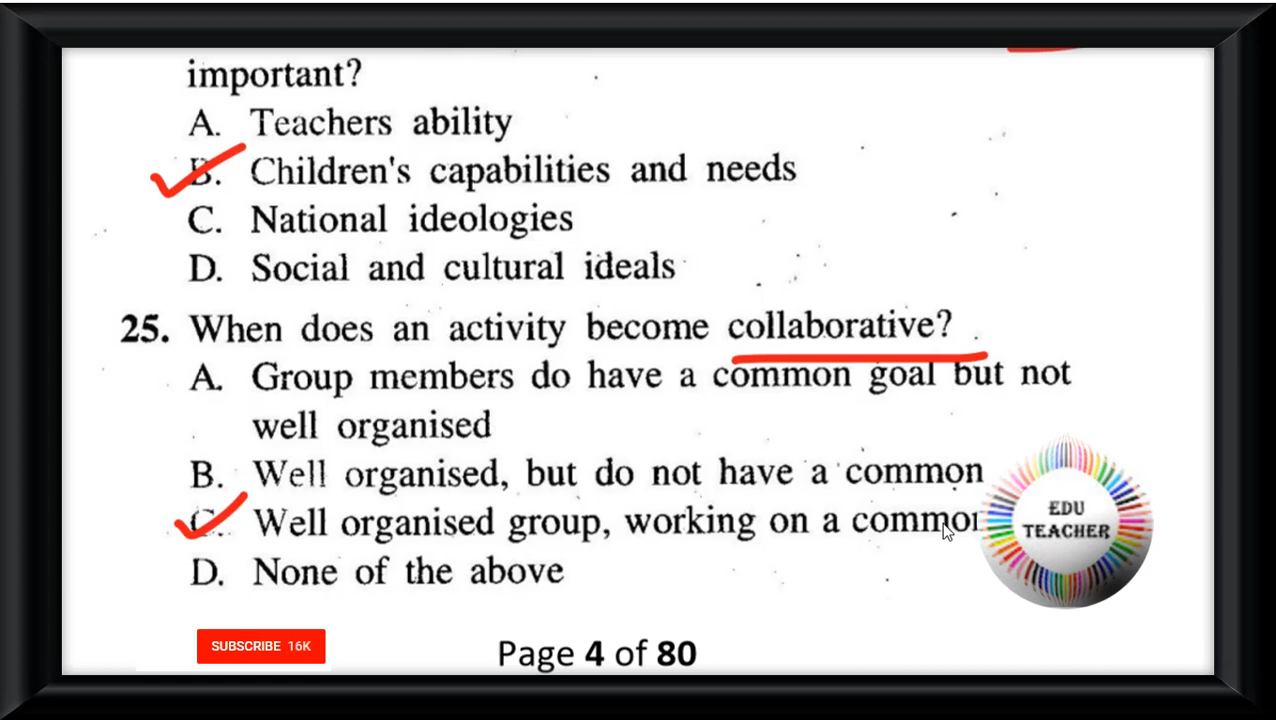 important?
A. Teachers ability
B. Children's capabilities and needs
C. National ideologies
D. Social and cultural ideals
25. When does an activity become collaborative?
A. Group members do have a common goal but not
well organised
B. Well organised, but do not have a common
C. Well organised group, working on a
D. None of the above
EDU
TEACHER
SUBSCRIBE 16K
Page 4 of 80